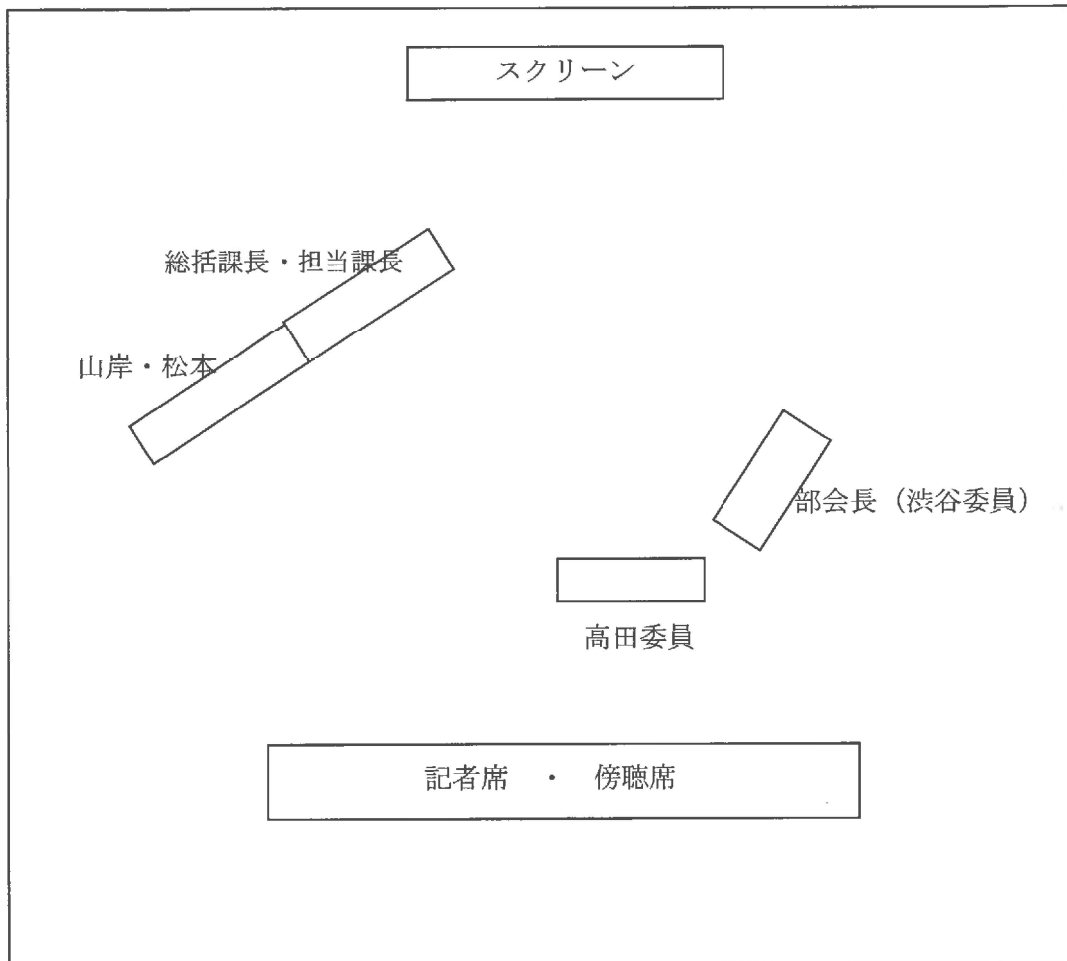 スクリーン
総括課長・担当課長
山岸・松本
部会長（渋谷委員）
高田委員
記者席　・　傍聴席